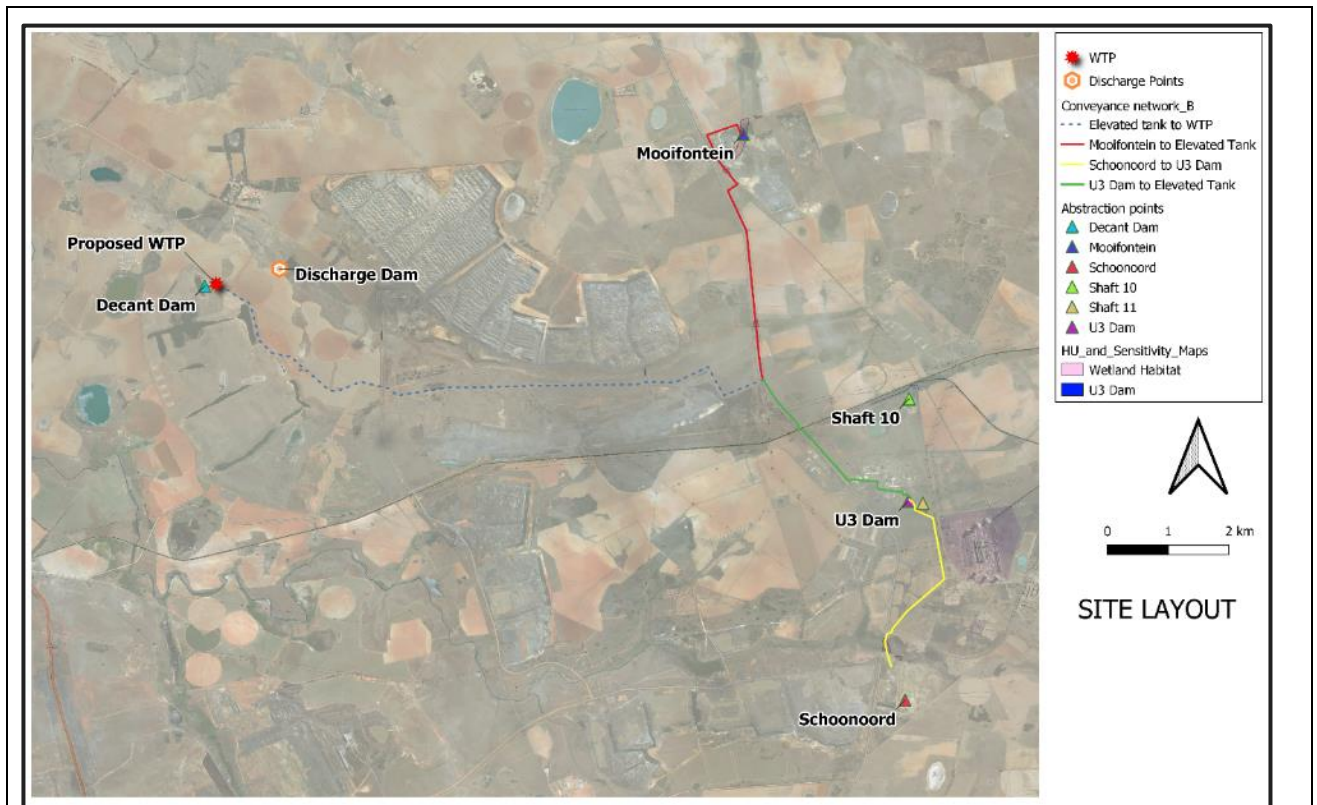 Mooifontein
Proposed WTP
Discharge Dam
Decant Dam
Shaft 10
U3 Dam
Schoonoord
WTP
Discharge Points
Conveyance network_B
Elevated tank to WTP
Mooifontein to Elevated Tank
Schoonoord to U3 Dam
U3 Dam to Elevated Tank
Abstraction points
Decant Dam
Mooifontein
Schoonoord
Shaft 10
Shaft 11
U3 Dam
HU_and_Sensitivity_Maps
Wetland Habitat
U3 Dam
0 1 2 km
SITE LAYOUT